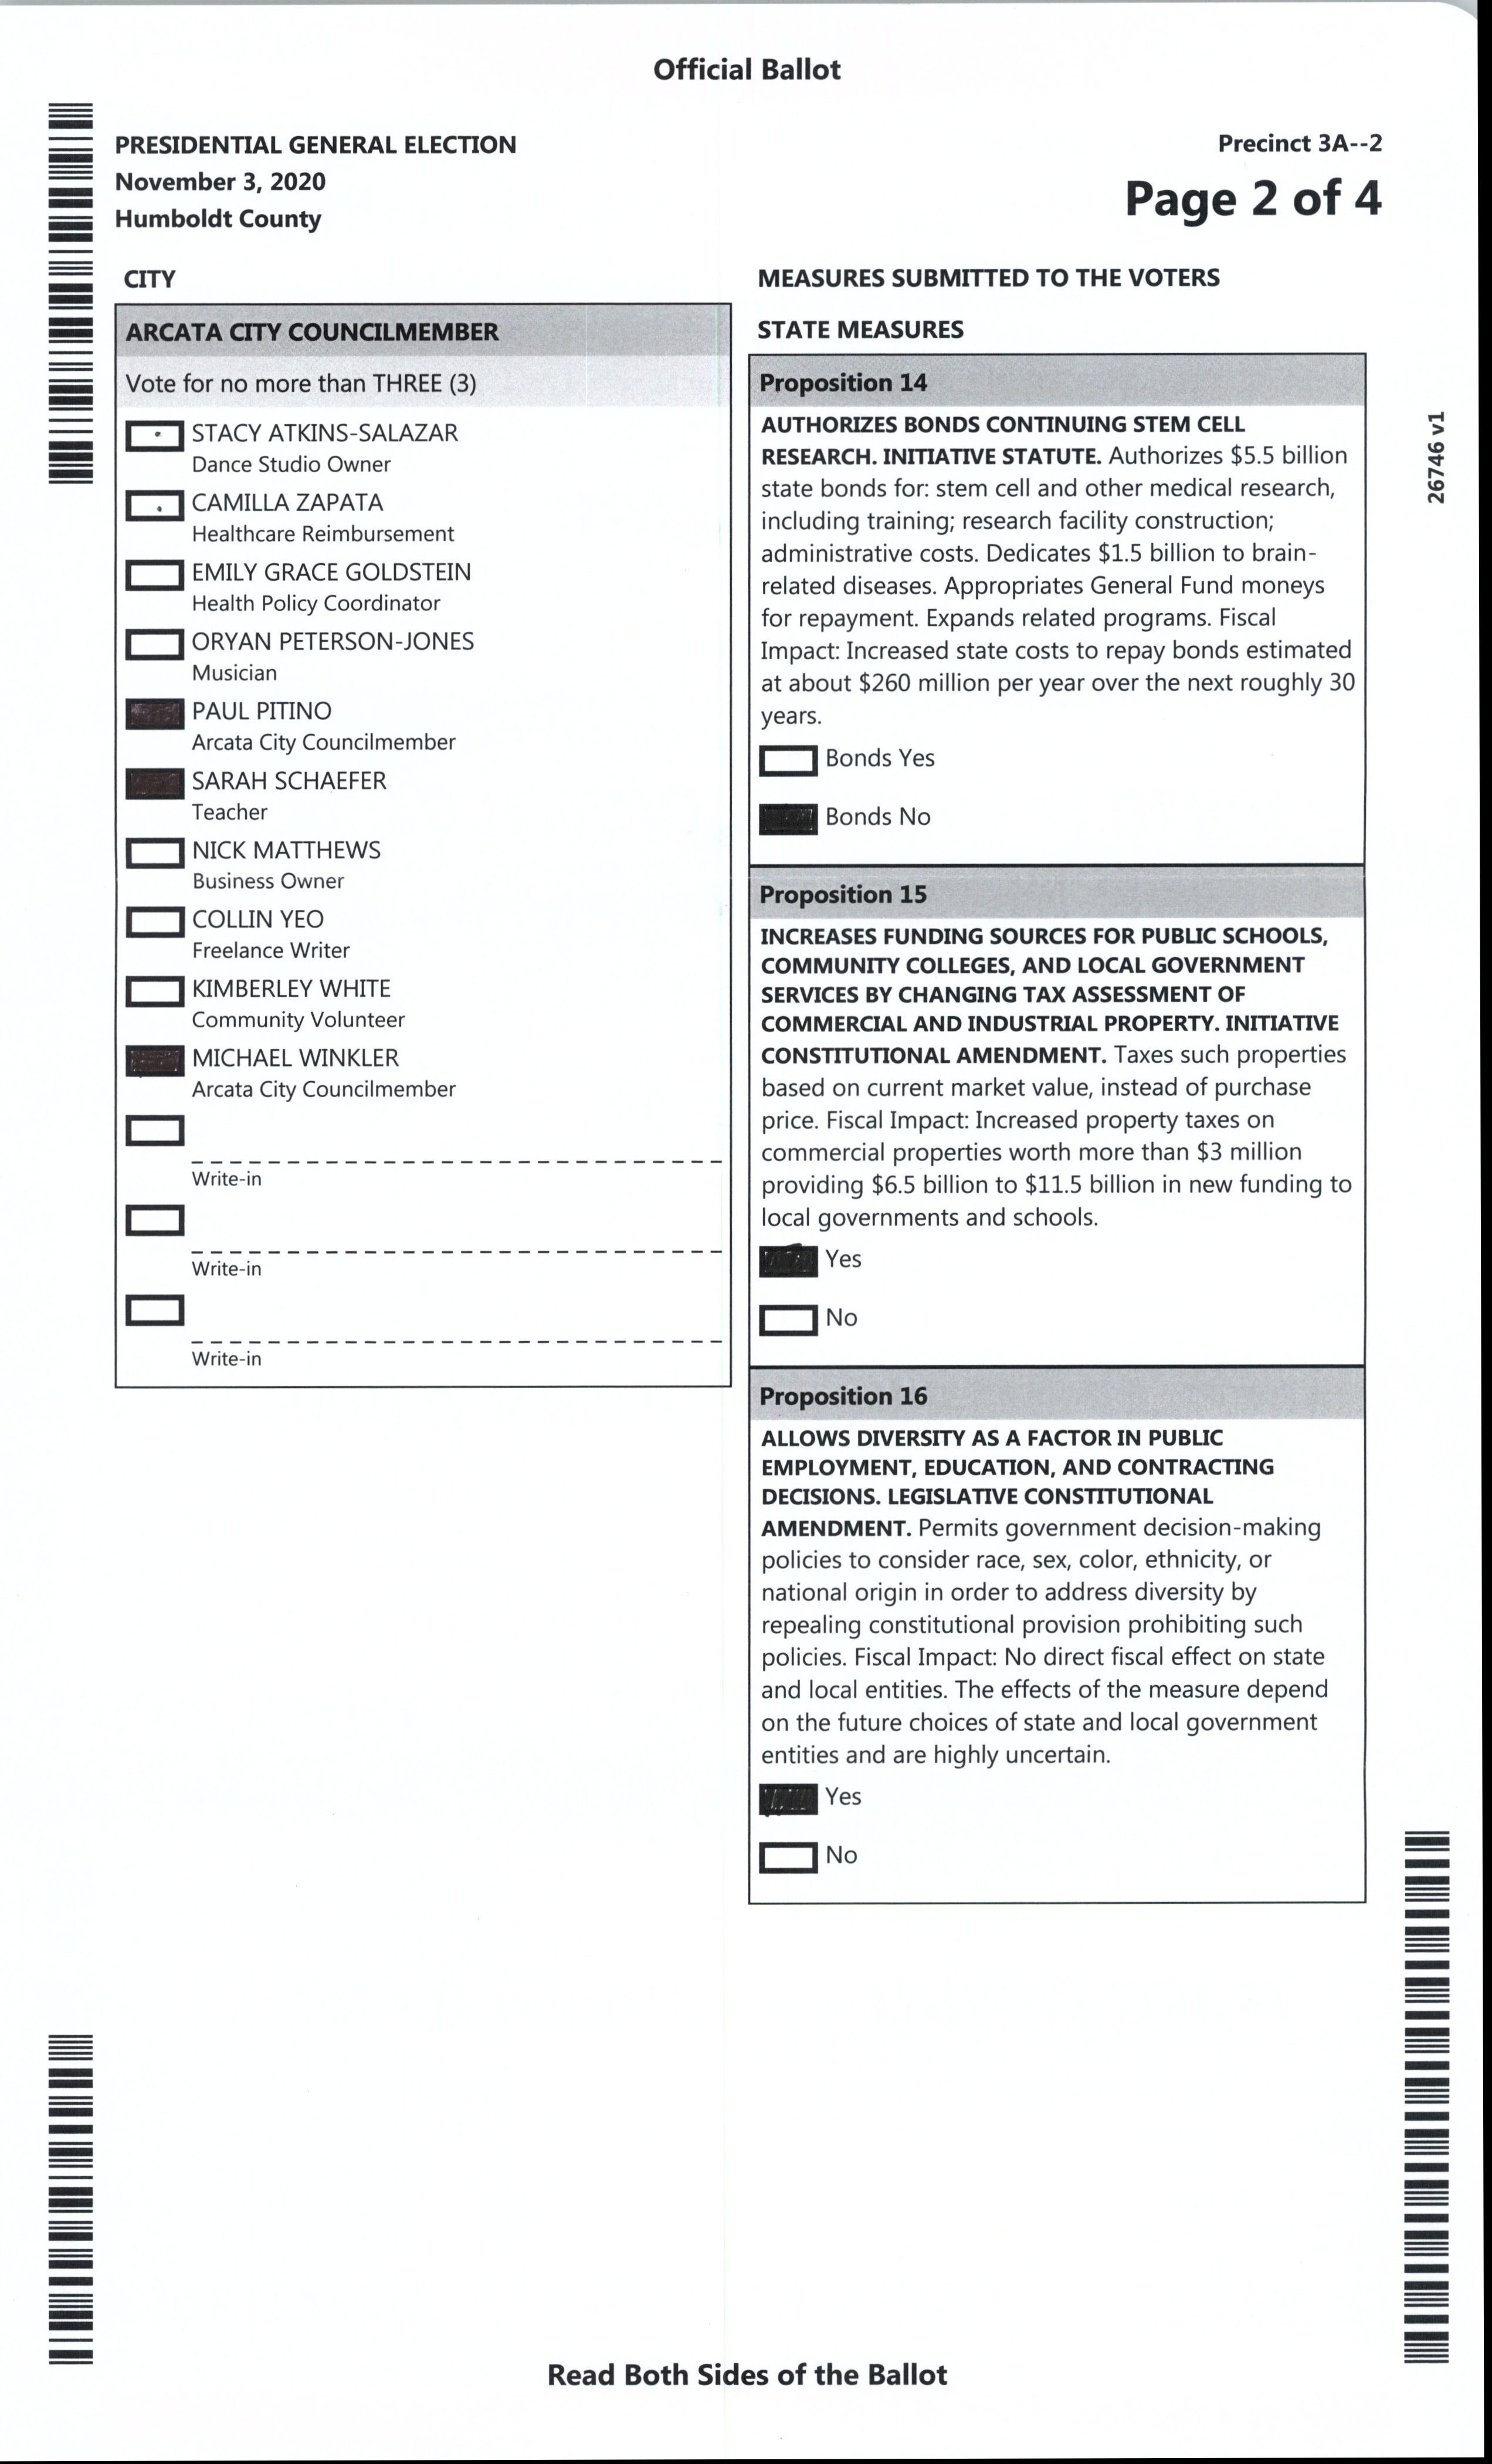 Official Ballot
PRESIDENTIAL GENERAL ELECTION
November 3, 2020
Humboldt County
Precinct 3A--2
Page 2 of 4
CITY
ARCATA CITY COUNCILMEMBER
Vote for no more than THREE (3)
STACY ATKINS-SALAZAR
Dance Studio Owner
CAMILLA ZAPATA
Healthcare Reimbursement
EMILY GRACE GOLDSTEIN
Health Policy Coordinator
ORYAN PETERSON-JONES
Musician
PAUL PITINO
Arcata City Councilmember
SARAH SCHAEFER
Teacher
NICK MATTHEWS
Business Owner
COLLIN YEO
Freelance Writer
KIMBERLEY WHITE
Community Volunteer
MICHAEL WINKLER
Arcata City Councilmember
Write-in
Write-in
Write-in
MEASURES SUBMITTED TO THE VOTERS
STATE MEASURES
Proposition 14
AUTHORIZES BONDS CONTINUING STEM CELL
RESEARCH. INITIATIVE STATUTE. Authorizes $5.5 billion
state bonds for: stem cell and other medical research,
including training; research facility construction;
administrative costs. Dedicates $1.5 billion to brain-
related diseases. Appropriates General Fund moneys
for repayment. Expands related programs. Fiscal
Impact: Increased state costs to repay bonds estimated
at about $260 million per year over the next roughly 30
years.
Bonds Yes
Bonds No
Proposition 15
INCREASES FUNDING SOURCES FOR PUBLIC SCHOOLS,
COMMUNITY COLLEGES, AND LOCAL GOVERNMENT
SERVICES BY CHANGING TAX ASSESSMENT OF
COMMERCIAL AND INDUSTRIAL PROPERTY. INITIATIVE
CONSTITUTIONAL AMENDMENT. Taxes such properties
based on current market value, instead of purchase
price. Fiscal Impact: Increased property taxes on
commercial properties worth more than $3 million
providing $6.5 billion to $11.5 billion in new funding to
local governments and schools.
Yes
No
Proposition 16
ALLOWS DIVERSITY AS A FACTOR IN PUBLIC
EMPLOYMENT, EDUCATION, AND CONTRACTING
DECISIONS. LEGISLATIVE CONSTITUTIONAL
AMENDMENT. Permits government decision-making
policies to consider race, sex, color, ethnicity, or
national origin in order to address diversity by
repealing constitutional provision prohibiting such
policies. Fiscal Impact: No direct fiscal effect on state
and local entities. The effects of the measure depend
on the future choices of state and local government
entities and are highly uncertain.
Yes
No
26746 v1
Read Both Sides of the Ballot